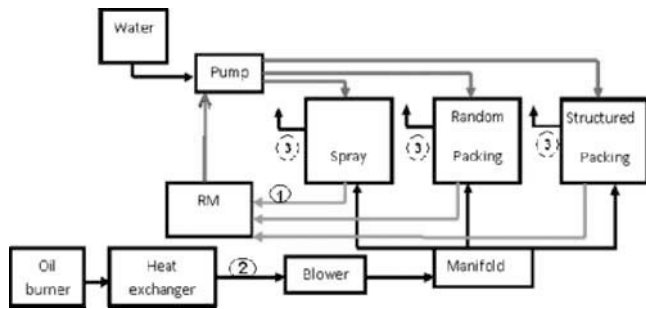 Water
Pump
Spray
Random
Packing
Structured
Packing
3
3
3
1
RM
Oil
burner
Heat
exchanger
2
Blower
Manifold